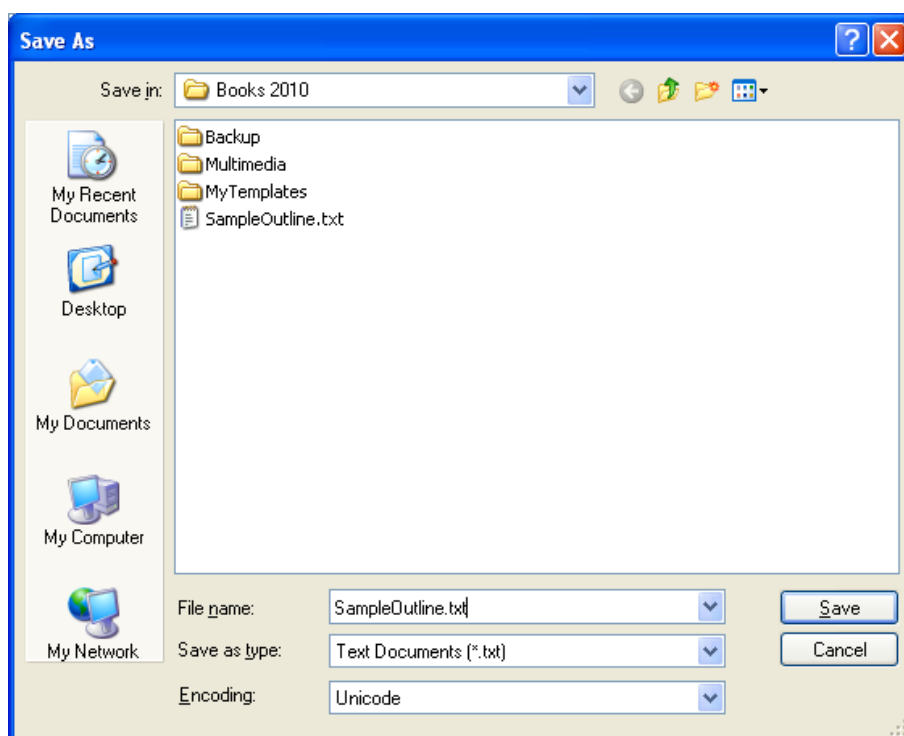 Save As
?
Save in:
Books 2010
My Recent
Documents
Desktop
My Documents
My Computer
My Network
Backup
Multimedia
MyTemplates
SampleOutline.txt
File name:
SampleOutline.txt
Save
Save as type:
Text Documents (*.txt)
Cancel
Encoding:
Unicode